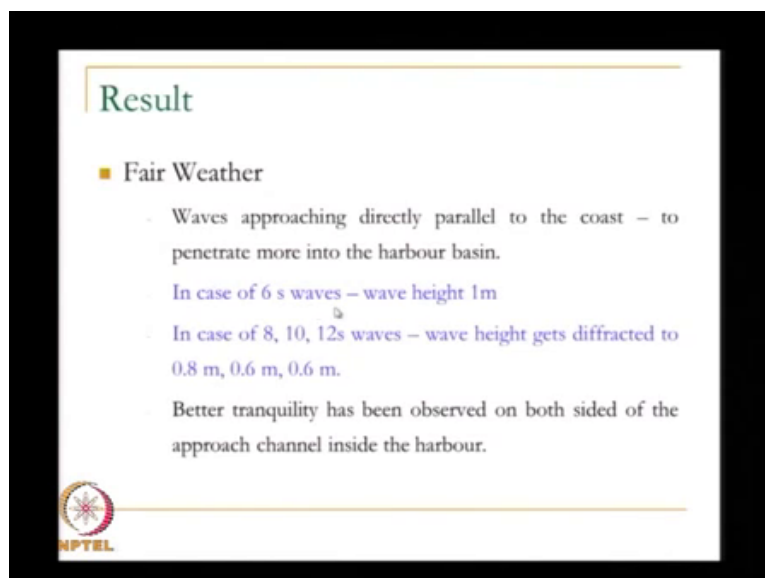 Result
Fair Weather
Waves approaching directly parallel to the coast – to
penetrate more into the harbour basin.
In case of 6 s waves – wave height 1m
In case of 8, 10, 12s waves – wave height gets diffracted to
0.8 m, 0.6 m, 0.6 m.
Better tranquility has been observed on both sided of the
approach channel inside the harbour.
NPTEL